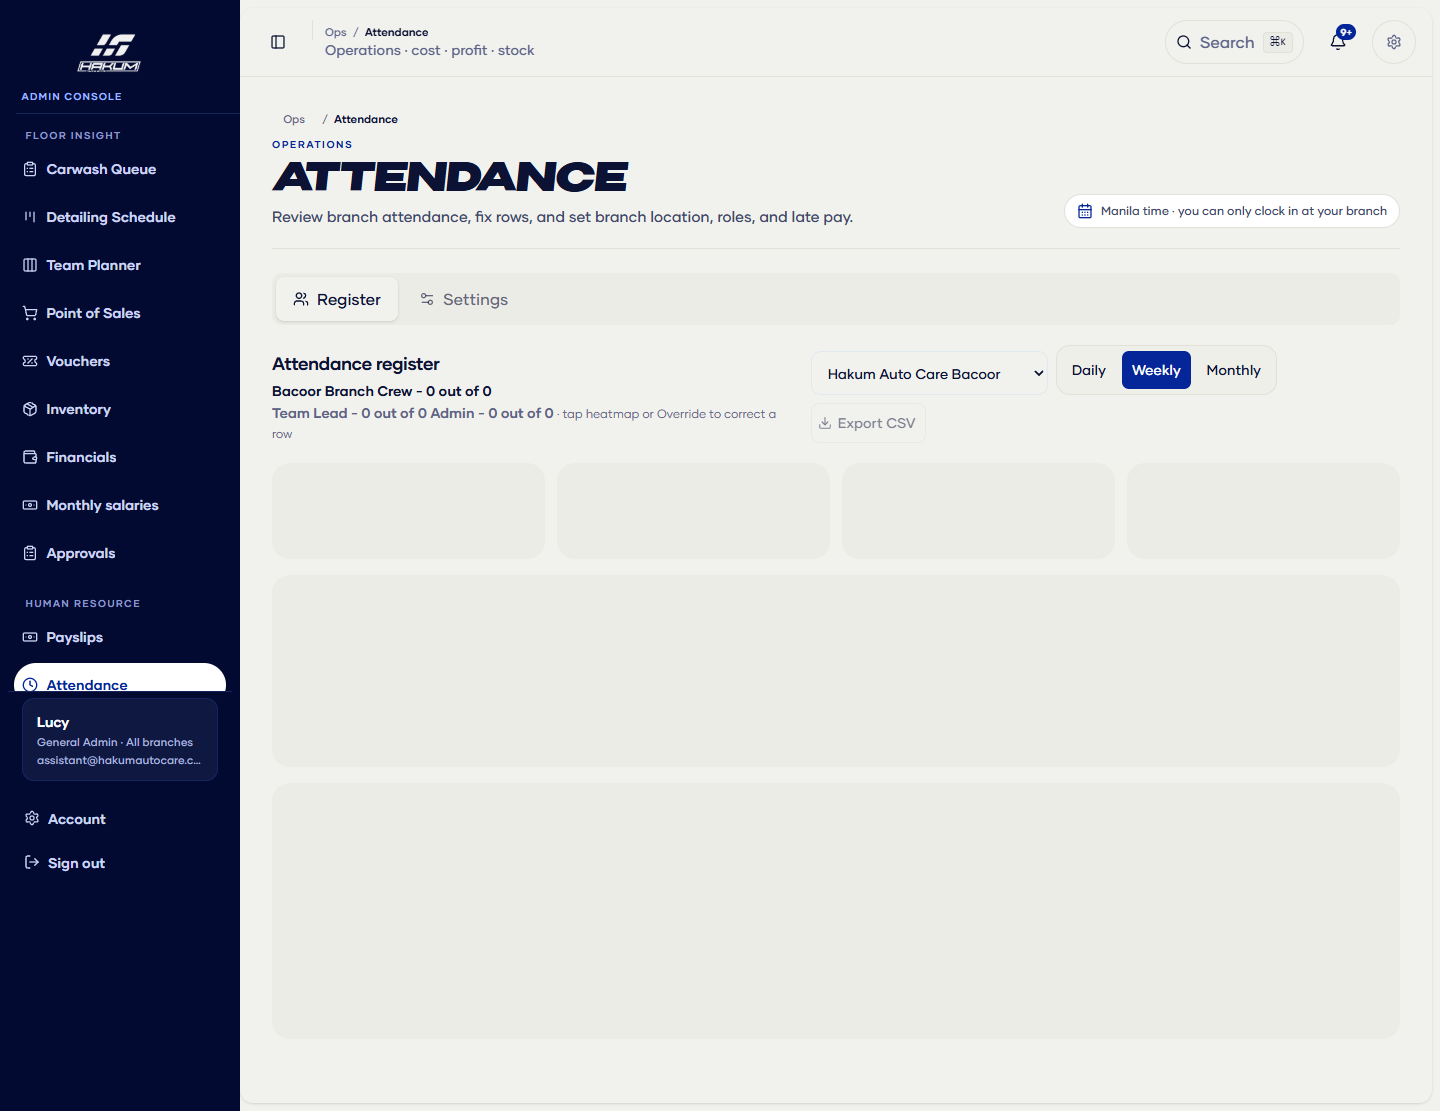 HAKUM
ADMIN CONSOLE
FLOOR INSIGHT
Carwash Queue
Detailing Schedule
Team Planner
Point of Sales
Vouchers
Inventory
Financials
Monthly salaries
Approvals
HUMAN RESOURCE
Payslips
Attendance
Lucy
General Admin · All branches
assistant@hakumautocare.c...
Account
Sign out
Ops / Attendance
Operations · cost · profit · stock
Search ⌘K
9+
Ops / Attendance
OPERATIONS
ATTENDANCE
Review branch attendance, fix rows, and set branch location, roles, and late pay.
Manila time · you can only clock in at your branch
Register
Settings
Attendance register
Bacoor Branch Crew - 0 out of 0
Team Lead - 0 out of 0 Admin - 0 out of 0 · tap heatmap or Override to correct a
row
Hakum Auto Care Bacoor
Daily
Weekly
Monthly
Export CSV